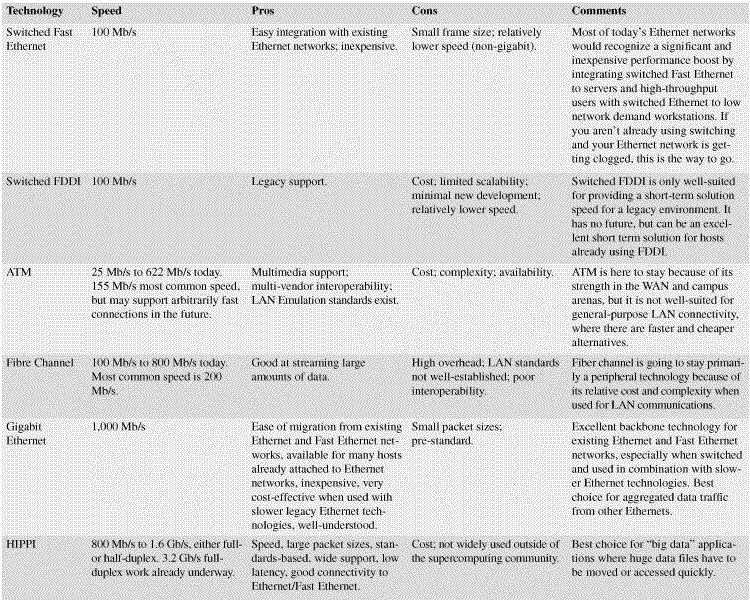 Technology
Speed
Pros
Cons
Comments
Switched Fast
Ethernet
100 Mb/s
Easy integration with existing
Ethernet networks; inexpensive.
Small frame size; relatively
lower speed (non-gigabit).
Most of today's Ethernet networks
would recognize a significant and
inexpensive performance boost by
integrating switched Fast Ethernet
to servers and high-throughput
users with switched Ethernet to low
network demand workstations. If
you aren't already using switching
and your Ethernet network is get-
ting clogged, this is the way to go.
Switched FDDI
100 Mb/s
Legacy support.
Cost; limited scalability;
minimal new development;
relatively lower speed.
Switched FDDI is only well-suited
for providing a short-term solution
speed for a legacy environment. It
has no future, but can be an excel-
lent short term solution for hosts
already using FDDI.
ATM
25 Mb/s to 622 Mb/s today.
155 Mb/s most common speed,
but may support arbitrarily fast
connections in the future.
Multimedia support;
multi-vendor interoperability;
LAN Emulation standards exist.
Cost; complexity; availability.
ATM is here to stay because of its
strength in the WAN and campus
arenas, but it is not well-suited for
general-purpose LAN connectivity,
where there are faster and cheaper
alternatives.
Fibre Channel
100 Mb/s to 800 Mb/s today.
Most common speed is 200
Mb/s.
Good at streaming large
amounts of data.
High overhead; LAN standards
not well-established; poor
interoperability.
Fiber channel is going to stay primari-
ly a peripheral technology because of
its relative cost and complexity when
used for LAN communications.
Gigabit
Ethernet
1,000 Mb/s
Ease of migration from existing
Ethernet and Fast Ethernet net-
works, available for many hosts
already attached to Ethernet
networks, inexpensive, very
cost-effective when used with
slower legacy Ethernet tech-
nologies, well-understood.
Small packet sizes;
pre-standard.
Excellent backbone technology for
existing Ethernet and Fast Ethernet
networks, especially when switched
and used in combination with slow-
er Ethernet technologies. Best
choice for aggregated data traffic
from other Ethernets.
HIPPI
800 Mb/s to 1.6 Gb/s, either full-
or half-duplex. 3.2 Gb/s full-
duplex work already underway.
Speed, large packet sizes, stan-
dards-based, wide support, low
latency, good connectivity to
Ethernet/Fast Ethernet.
Cost; not widely used outside of
the supercomputing community.
Best choice for "big data" applica-
tions where huge data files have to
be moved or accessed quickly.